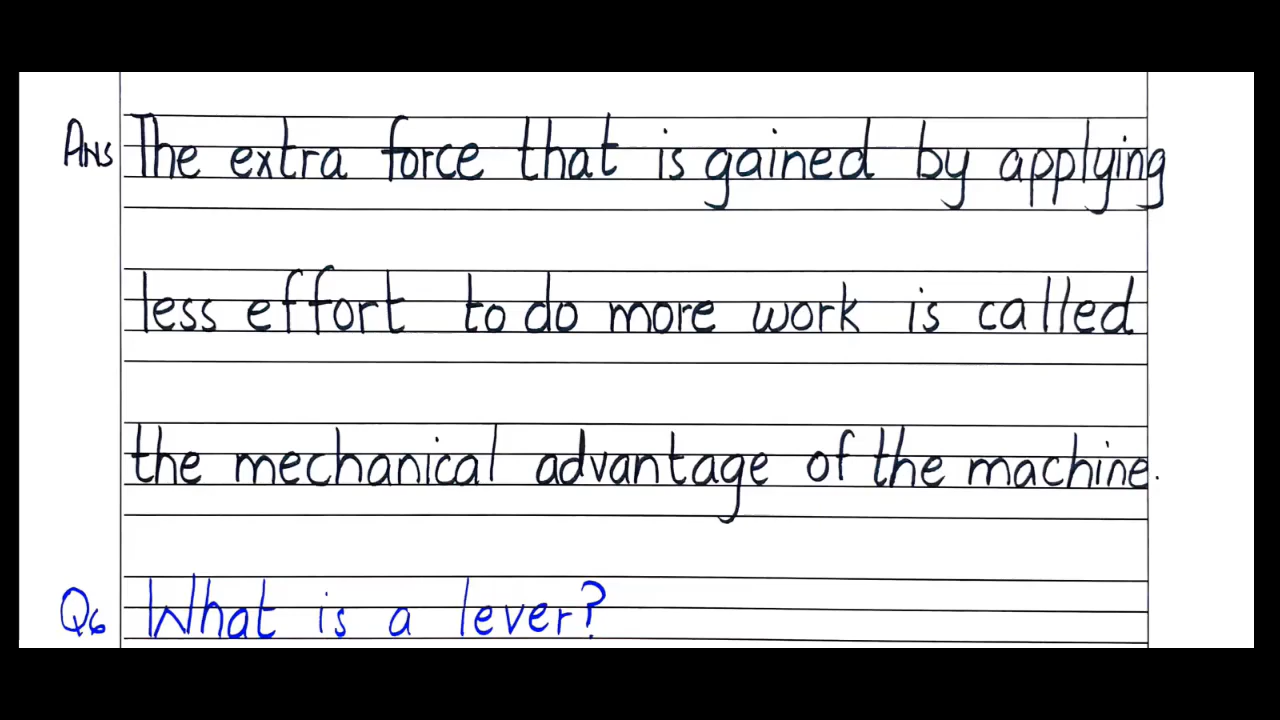 Ans The extra force that is gained by applying
less effort to do more work is called
the mechanical advantage of the machine.
Q6 What is a lever?